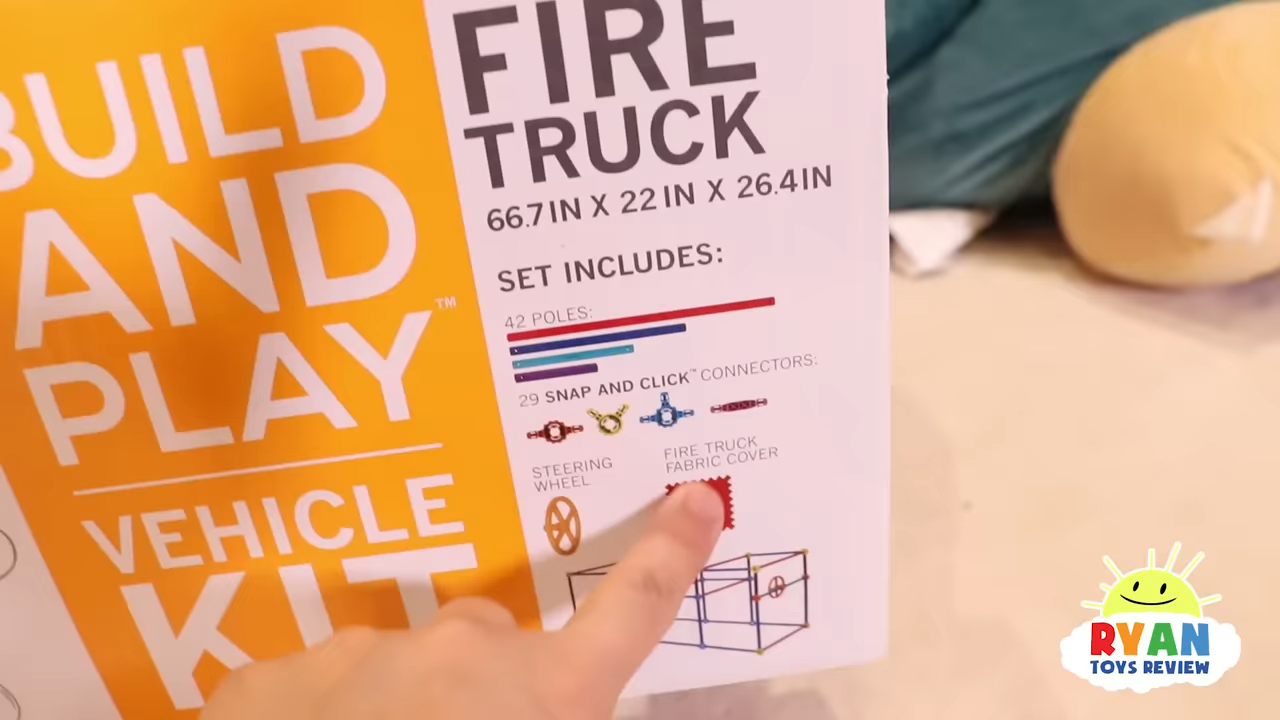 BUILD
AND
PLAY™
VEHICLE
KIT
FIRE
TRUCK
66.7 IN X 22 IN X 26.4 IN
SET INCLUDES:
42 POLES:
29 SNAP AND CLICK™ CONNECTORS:
STEERING
WHEEL
FIRE TRUCK
FABRIC COVER
RYAN
TOYS REVIEW